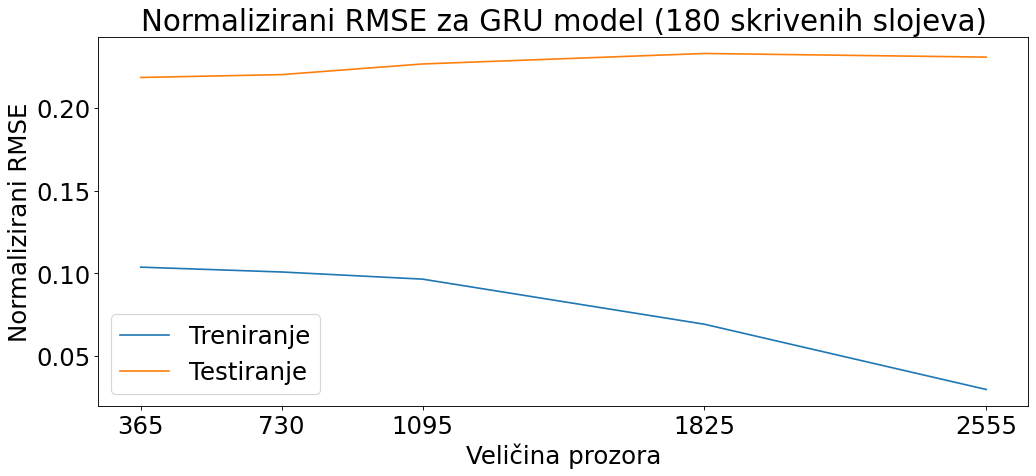 Normalizirani RMSE za GRU model (180 skrivenih slojeva)
Normalizirani RMSE
0.20
0.15
0.10
0.05
Treniranje
Testiranje
365 730 1095 1825 2555
Veličina prozora